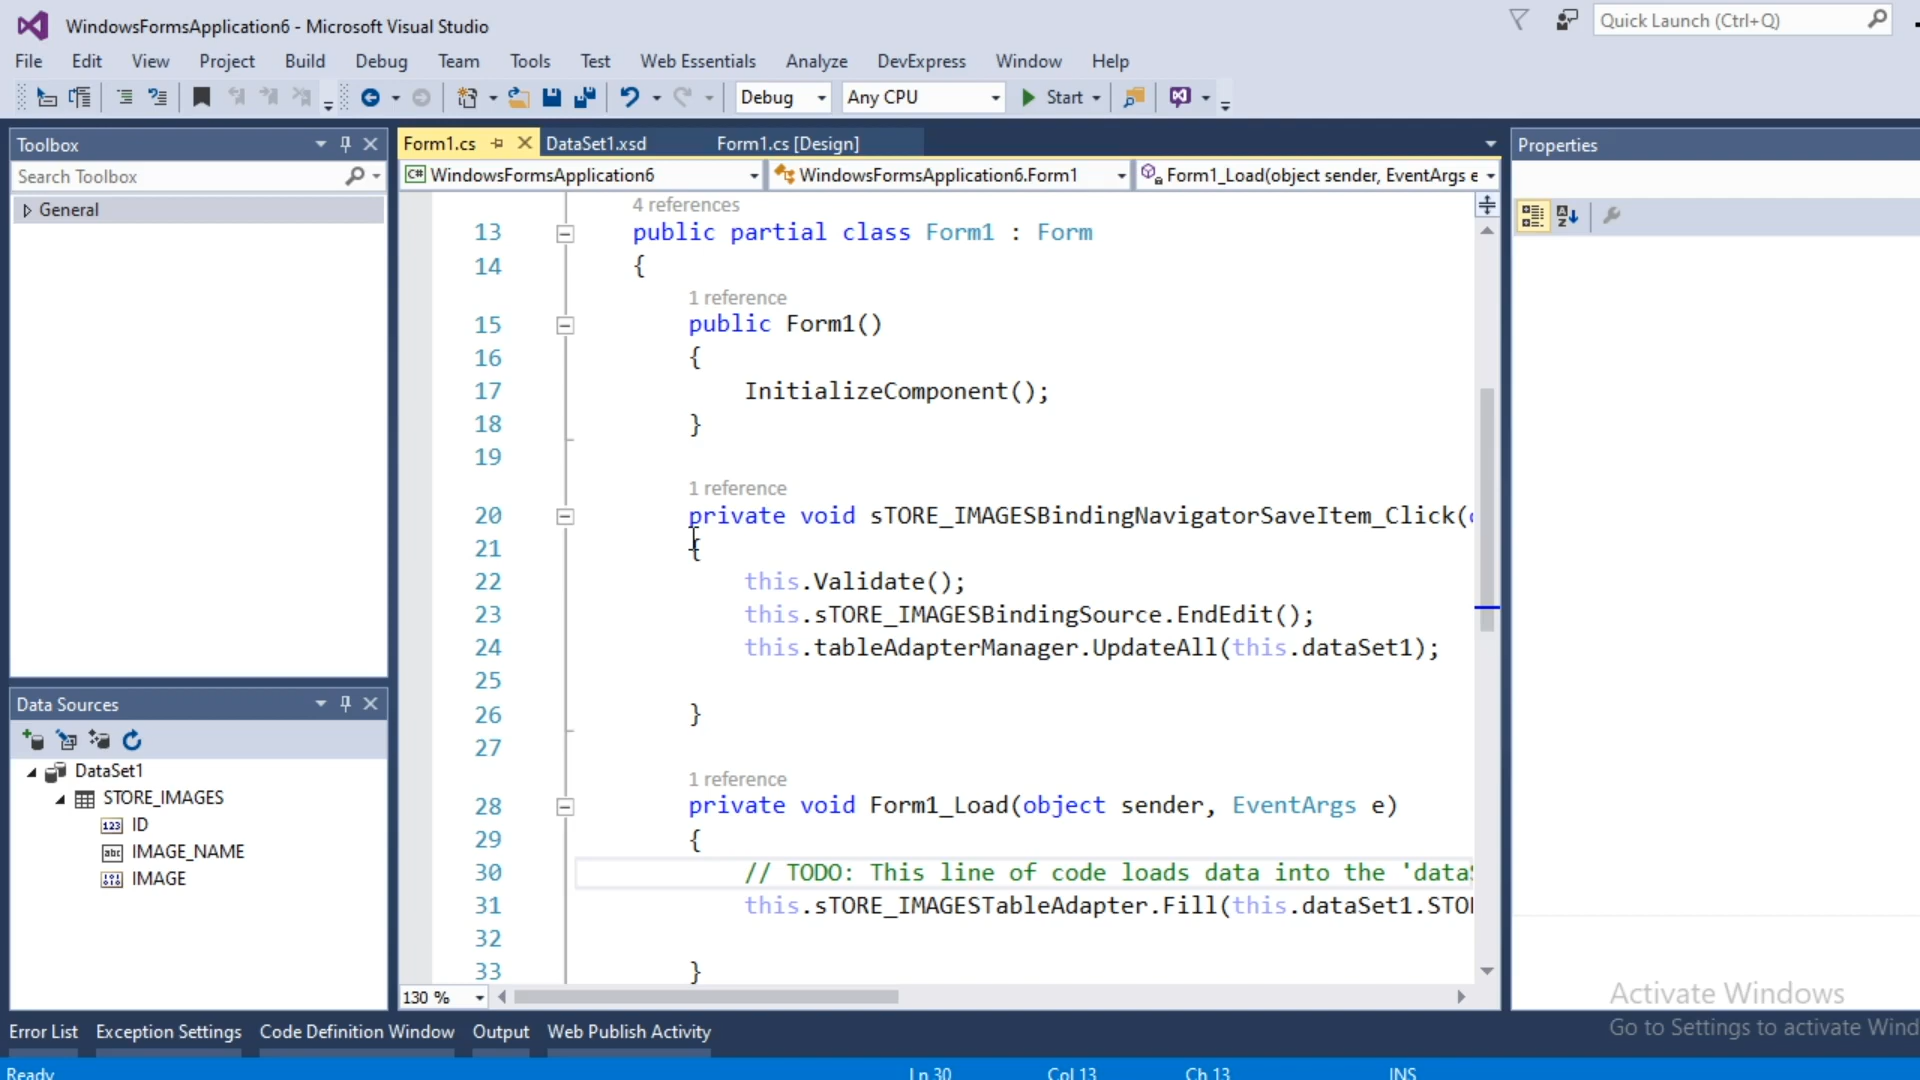 WindowsFormsApplication6 - Microsoft Visual Studio
Quick Launch (Ctrl+Q)
File Edit View Project Build Debug Team Tools Test Web Essentials Analyze DevExpress Window Help
Debug Any CPU Start
Toolbox
Search Toolbox
General
Form1.cs DataSet1.xsd Form1.cs [Design]
WindowsFormsApplication6 WindowsFormsApplication6.Form1 Form1_Load(object sender, EventArgs e
4 references
13 public partial class Form1 : Form
14 {
1 reference
15 public Form1()
16 {
17 InitializeComponent();
18 }
19
1 reference
20 private void sTORE_IMAGESBindingNavigatorSaveItem_Click(
21 {
22 this.Validate();
23 this.sTORE_IMAGESBindingSource.EndEdit();
24 this.tableAdapterManager.UpdateAll(this.dataSet1);
25
26 }
27
1 reference
28 private void Form1_Load(object sender, EventArgs e)
29 {
30 // TODO: This line of code loads data into the 'data
31 this.sTORE_IMAGESTableAdapter.Fill(this.dataSet1.STO
32
33 }
130 %
Properties
Data Sources
DataSet1
STORE_IMAGES
123 ID
abc IMAGE_NAME
IMAGE
Activate Windows
Go to Settings to activate Wind
Error List Exception Settings Code Definition Window Output Web Publish Activity
Ready Ln 30 Col 13 Ch 13 INS